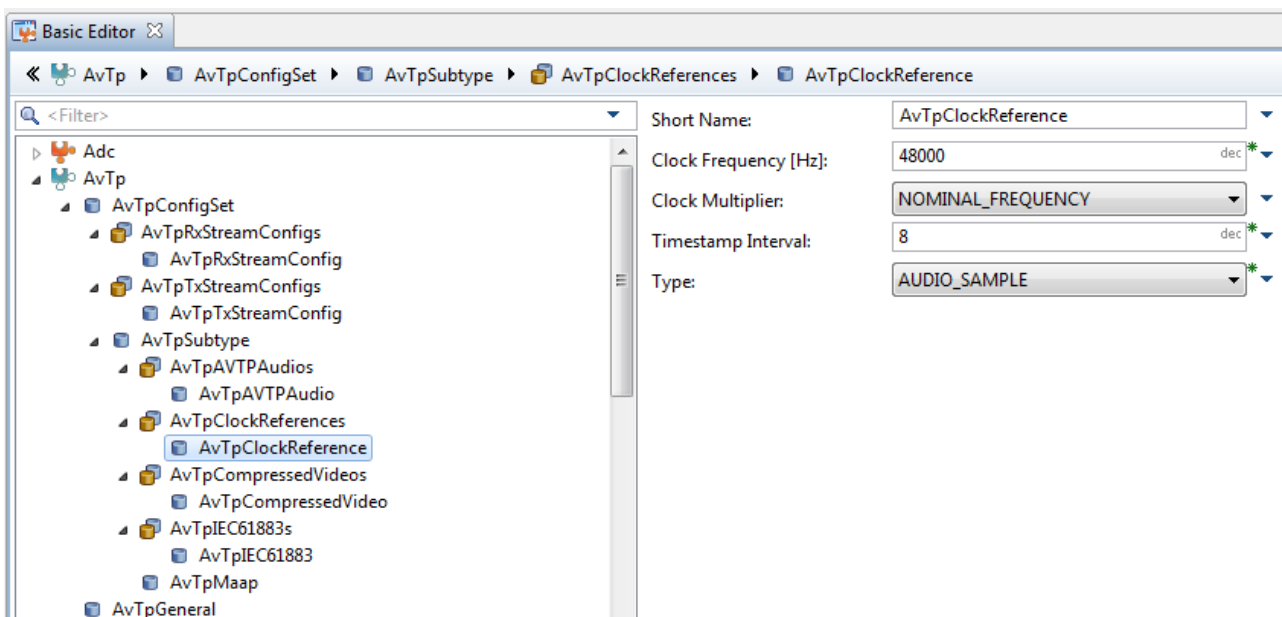 Basic Editor
AvTp AvTpConfigSet AvTpSubtype AvTpClockReferences AvTpClockReference
<Filter>
Adc
AvTp
AvTpConfigSet
AvTpRxStreamConfigs
AvTpRxStreamConfig
AvTpTxStreamConfigs
AvTpTxStreamConfig
AvTpSubtype
AvTpAVTPAudios
AvTpAVTPAudio
AvTpClockReferences
AvTpClockReference
AvTpCompressedVideos
AvTpCompressedVideo
AvTpIEC61883s
AvTpIEC61883
AvTpMaap
AvTpGeneral
Short Name: AvTpClockReference
Clock Frequency [Hz]: 48000 dec
Clock Multiplier: NOMINAL_FREQUENCY
Timestamp Interval: 8 dec
Type: AUDIO_SAMPLE